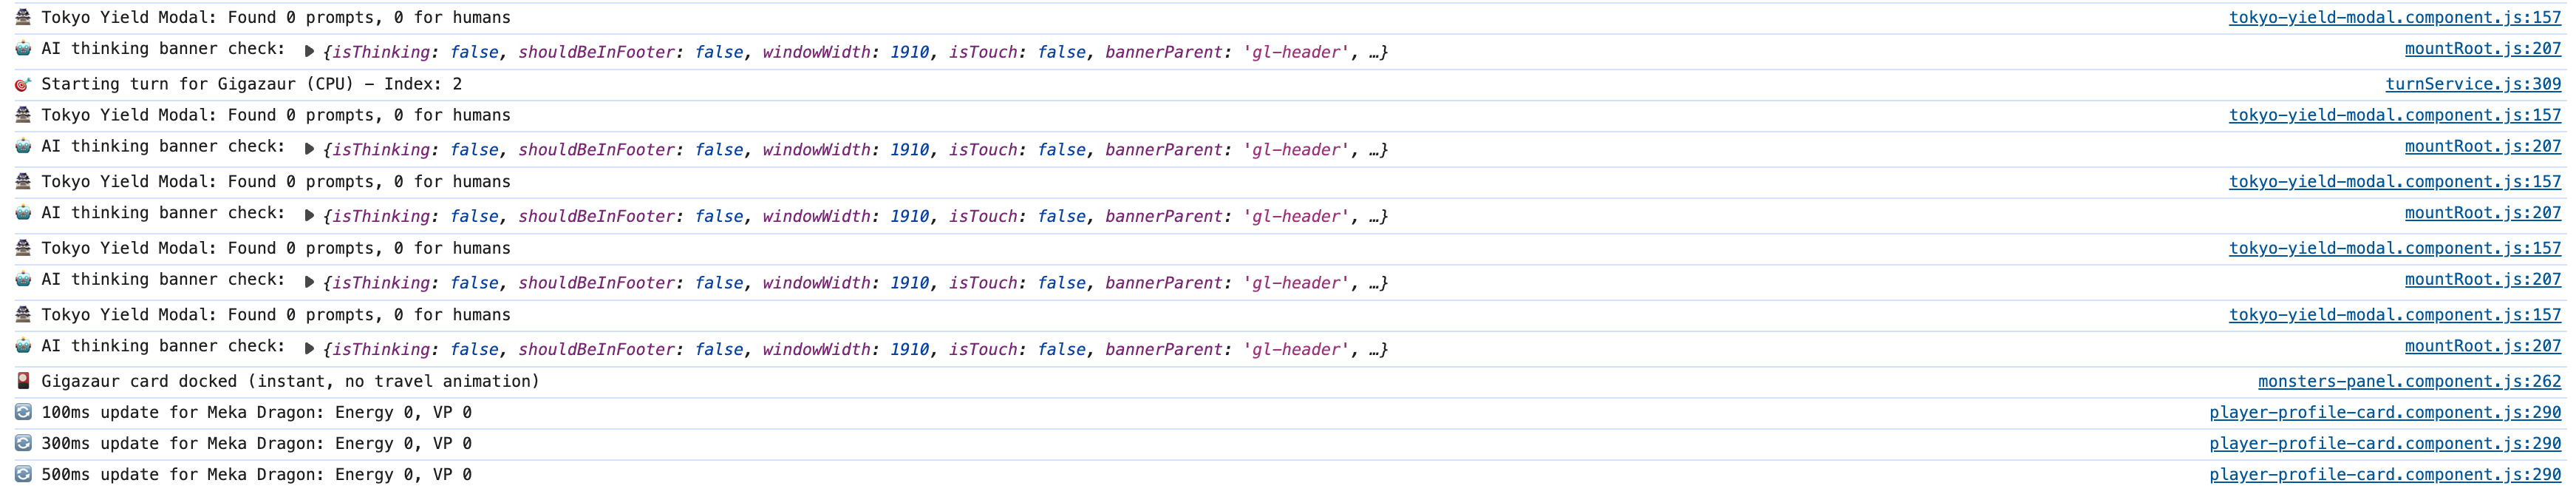 🏯 Tokyo Yield Modal: Found 0 prompts, 0 for humans tokyo-yield-modal.component.js:157
🤖 AI thinking banner check: ▶ {isThinking: false, shouldBeInFooter: false, windowWidth: 1910, isTouch: false, bannerParent: 'gl-header', …} mountRoot.js:207
🎯 Starting turn for Gigazaur (CPU) – Index: 2 turnService.js:309
🏯 Tokyo Yield Modal: Found 0 prompts, 0 for humans tokyo-yield-modal.component.js:157
🤖 AI thinking banner check: ▶ {isThinking: false, shouldBeInFooter: false, windowWidth: 1910, isTouch: false, bannerParent: 'gl-header', …} mountRoot.js:207
🏯 Tokyo Yield Modal: Found 0 prompts, 0 for humans tokyo-yield-modal.component.js:157
🤖 AI thinking banner check: ▶ {isThinking: false, shouldBeInFooter: false, windowWidth: 1910, isTouch: false, bannerParent: 'gl-header', …} mountRoot.js:207
🏯 Tokyo Yield Modal: Found 0 prompts, 0 for humans tokyo-yield-modal.component.js:157
🤖 AI thinking banner check: ▶ {isThinking: false, shouldBeInFooter: false, windowWidth: 1910, isTouch: false, bannerParent: 'gl-header', …} mountRoot.js:207
🏯 Tokyo Yield Modal: Found 0 prompts, 0 for humans tokyo-yield-modal.component.js:157
🤖 AI thinking banner check: ▶ {isThinking: false, shouldBeInFooter: false, windowWidth: 1910, isTouch: false, bannerParent: 'gl-header', …} mountRoot.js:207
🎴 Gigazaur card docked (instant, no travel animation) monsters-panel.component.js:262
🔄 100ms update for Meka Dragon: Energy 0, VP 0 player-profile-card.component.js:290
🔄 300ms update for Meka Dragon: Energy 0, VP 0 player-profile-card.component.js:290
🔄 500ms update for Meka Dragon: Energy 0, VP 0 player-profile-card.component.js:290